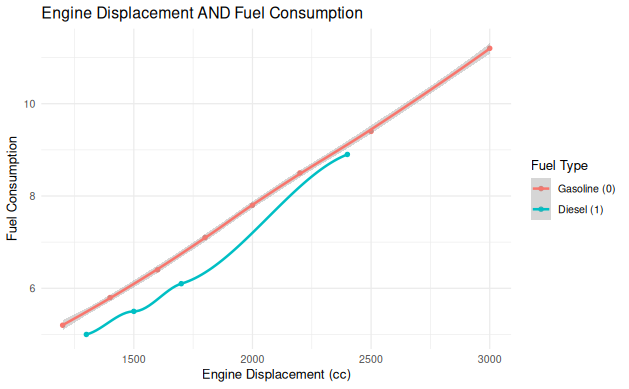 Engine Displacement AND Fuel Consumption
Fuel Consumption
10
8
6
1500
2000
2500
3000
Engine Displacement (cc)
Fuel Type
Gasoline (0)
Diesel (1)